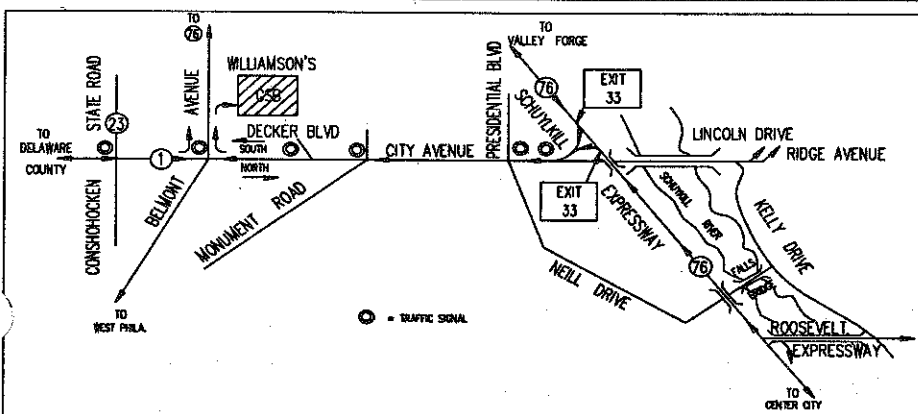 TO
76
WILLIAMSON'S
GSB
STATE ROAD
23
CONSHOHOCKEN
AVENUE
BELMONT
TO
DELAWARE
COUNTY
1
DECKER BLVD
SOUTH
NORTH
CITY AVENUE
MONUMENT ROAD
TO
WEST PHILA.
= TRAFFIC SIGNAL
PRESIDENTIAL BLVD
TO
VALLEY FORGE
76
SCHUYLKILL
EXIT
33
EXIT
33
LINCOLN DRIVE
RIDGE AVENUE
EXPRESSWAY
76
SCHUYLKILL
RIVER
KELLY DRIVE
FALLS
BRIDGE
NEILL DRIVE
ROOSEVELT
EXPRESSWAY
TO
CENTER CITY